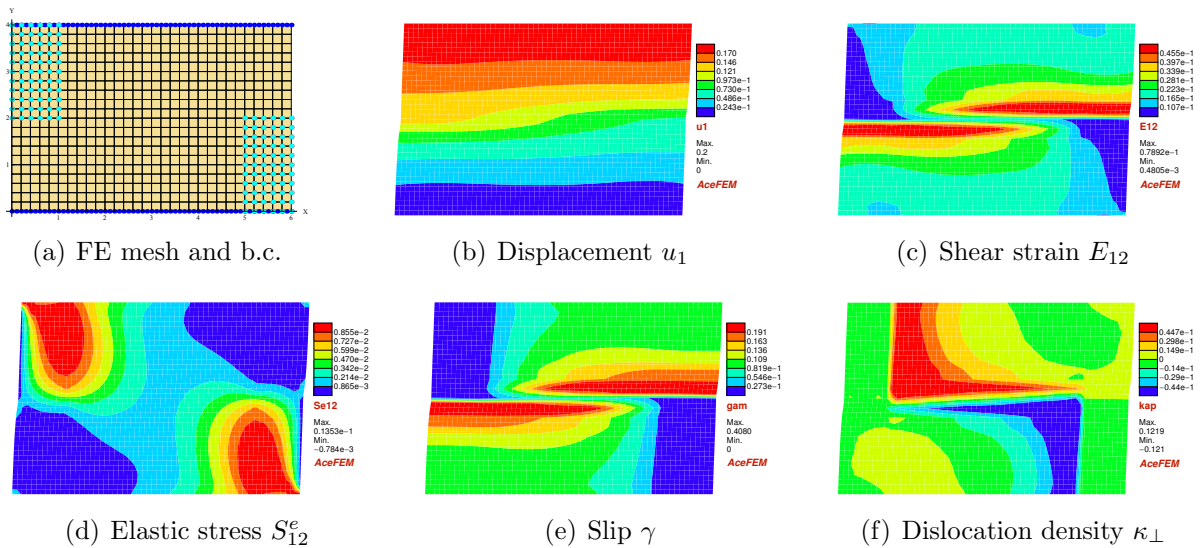 Y
4
3
2
1
1 2 3 4 5 6
X
(a) FE mesh and b.c.
0.170
0.146
0.121
0.973e−1
0.730e−1
0.486e−1
0.243e−1
u1
Max.
0.2
Min.
0
AceFEM
(b) Displacement u₁
0.455e−1
0.397e−1
0.339e−1
0.281e−1
0.223e−1
0.165e−1
0.107e−1
E12
Max.
0.7892e−1
Min.
0.4805e−3
AceFEM
(c) Shear strain E₁₂
0.855e−2
0.727e−2
0.599e−2
0.470e−2
0.342e−2
0.214e−2
0.865e−3
Se12
Max.
0.1353e−1
Min.
−0.784e−3
AceFEM
(d) Elastic stress Sᵉ₁₂
0.191
0.163
0.136
0.109
0.819e−1
0.546e−1
0.273e−1
gam
Max.
0.4080
Min.
0
AceFEM
(e) Slip γ
0.447e−1
0.298e−1
0.149e−1
0
−0.14e−1
−0.29e−1
−0.44e−1
kap
Max.
0.1219
Min.
−0.121
AceFEM
(f) Dislocation density κ⊥